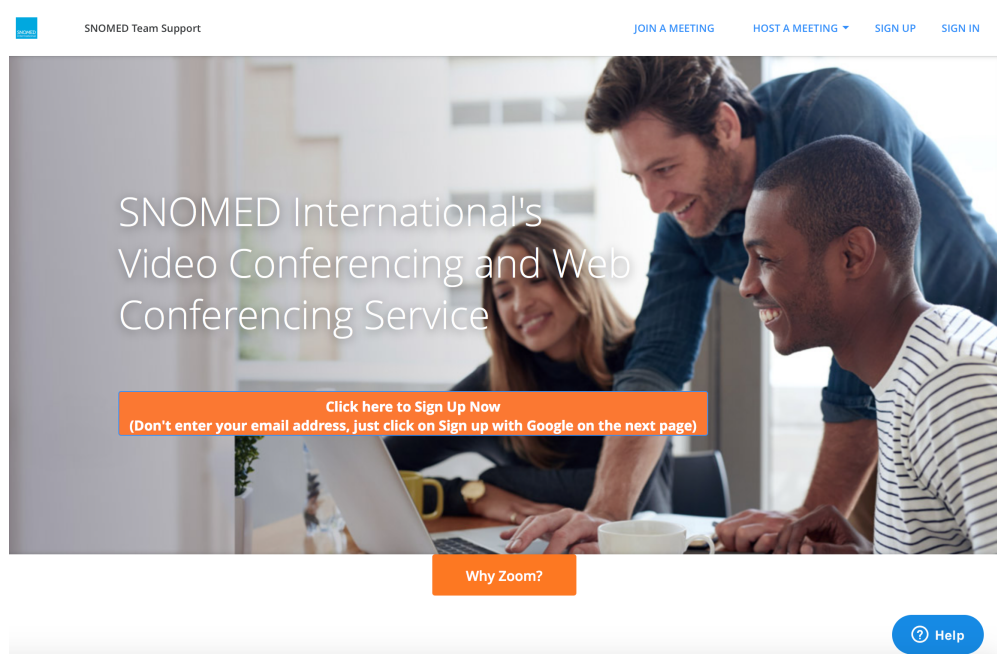 SNOMED
SNOMED Team Support
JOIN A MEETING
HOST A MEETING
SIGN UP
SIGN IN
SNOMED International's
Video Conferencing and Web
Conferencing Service
Click here to Sign Up Now
(Don't enter your email address, just click on Sign up with Google on the next page)
Why Zoom?
? Help